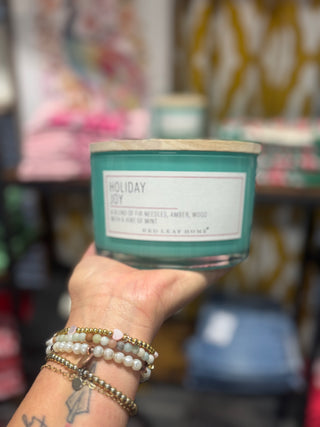 HOLIDAY
JOY
A BLEND OF FIR NEEDLES, AMBER, WOOD
WITH A HINT OF MINT
RED LEAF HOME